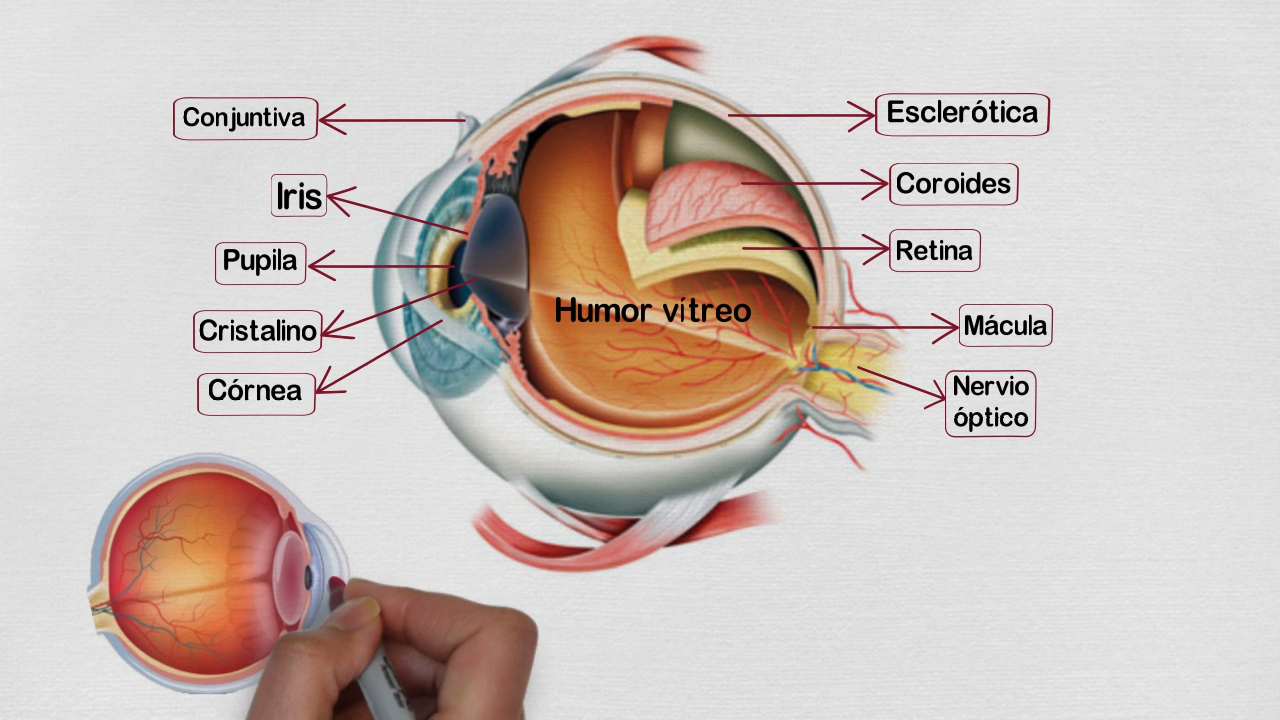 Conjuntiva
Iris
Pupila
Cristalino
Córnea
Humor vítreo
Esclerótica
Coroides
Retina
Mácula
Nervio
óptico